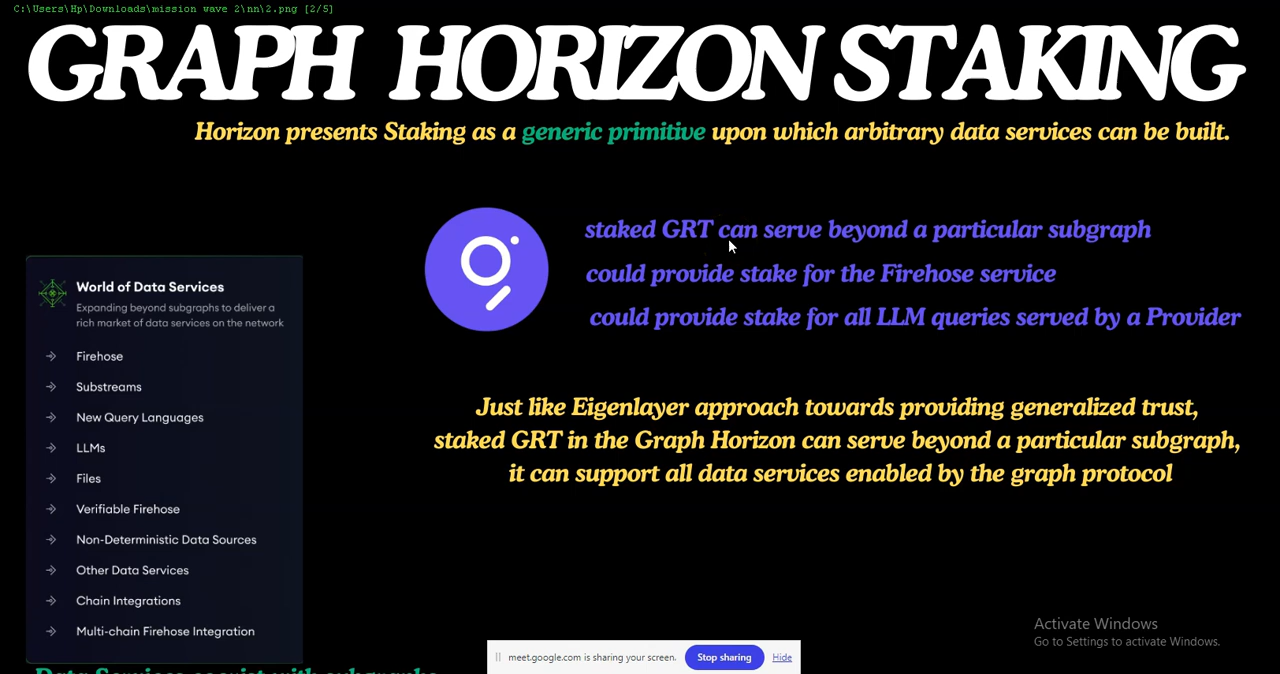 C:\Users\Hp\Downloads\mission wave 2\nn\2.png [2/5]
GRAPH HORIZON STAKING
Horizon presents Staking as a generic primitive upon which arbitrary data services can be built.
staked GRT can serve beyond a particular subgraph
could provide stake for the Firehose service
could provide stake for all LLM queries served by a Provider
World of Data Services
Expanding beyond subgraphs to deliver a
rich market of data services on the network
Firehose
Substreams
New Query Languages
LLMs
Files
Verifiable Firehose
Non-Deterministic Data Sources
Other Data Services
Chain Integrations
Multi-chain Firehose Integration
Just like Eigenlayer approach towards providing generalized trust,
staked GRT in the Graph Horizon can serve beyond a particular subgraph,
it can support all data services enabled by the graph protocol
Activate Windows
Go to Settings to activate Windows.
meet.google.com is sharing your screen. Stop sharing Hide
Data Services
with subgraphs